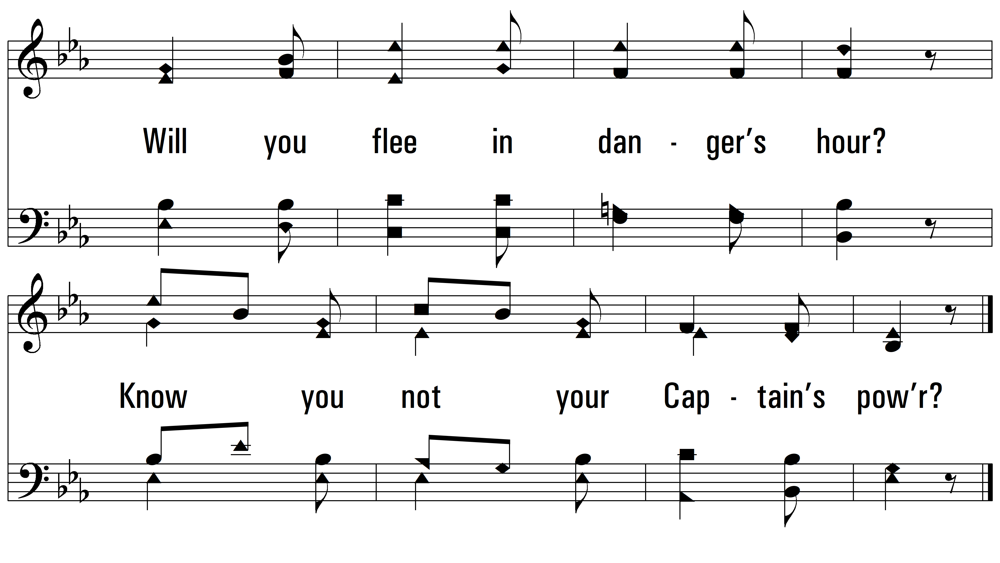 Will you flee in dan - ger’s hour?
Know you not your Cap - tain’s pow’r?